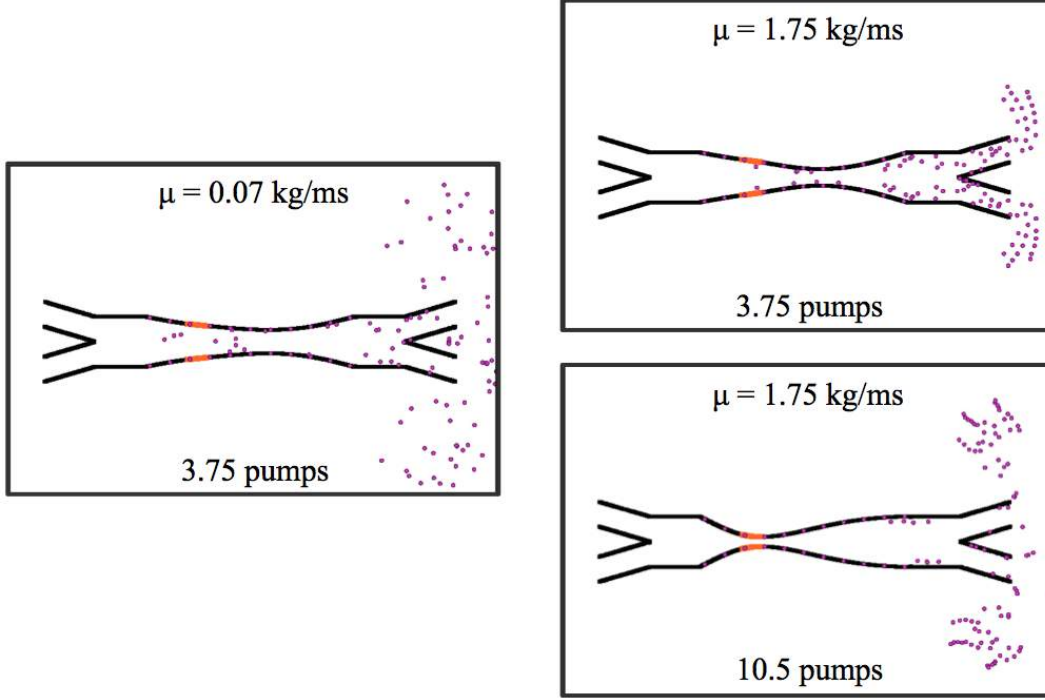 μ = 0.07 kg/ms
3.75 pumps
μ = 1.75 kg/ms
3.75 pumps
μ = 1.75 kg/ms
10.5 pumps